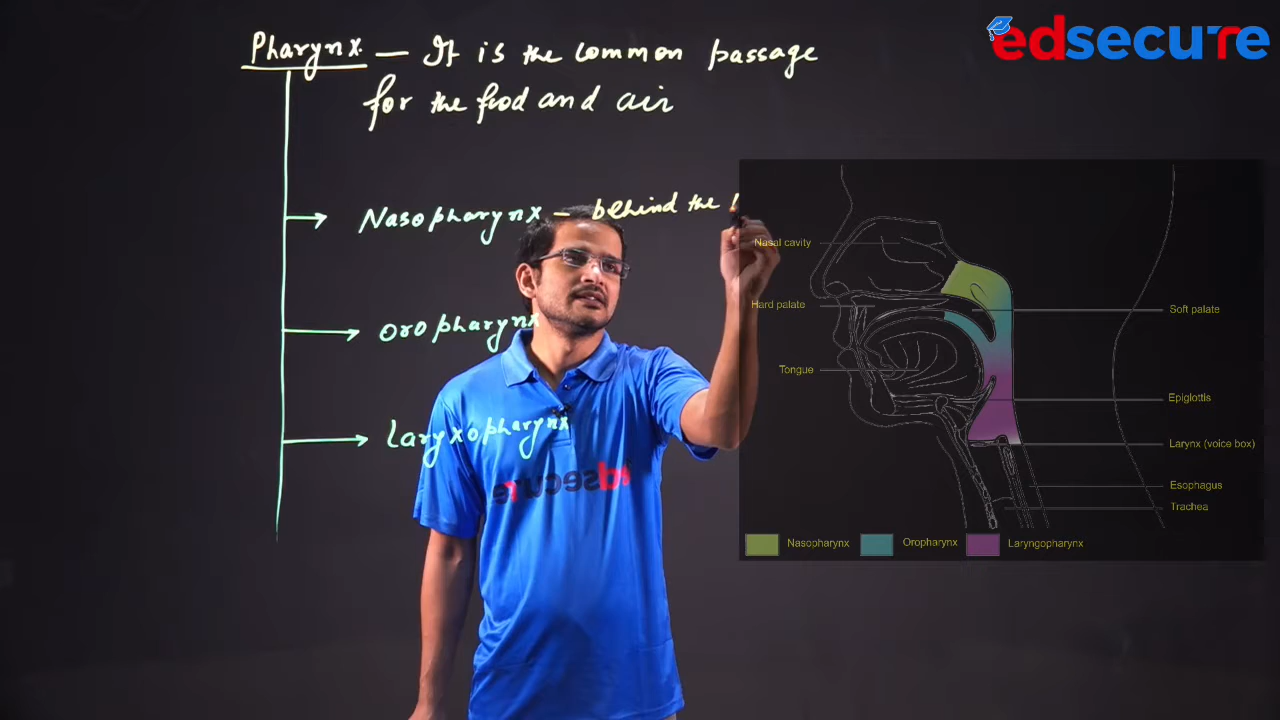 edsecure
Pharynx. — It is the common passage
for the food and air
Nasopharynx — behind the
Oropharynx
Laryxopharynx
edsecure
Nasal cavity
Hard palate
Tongue
Soft palate
Epiglottis
Larynx (voice box)
Esophagus
Trachea
Nasopharynx
Oropharynx
Laryngopharynx